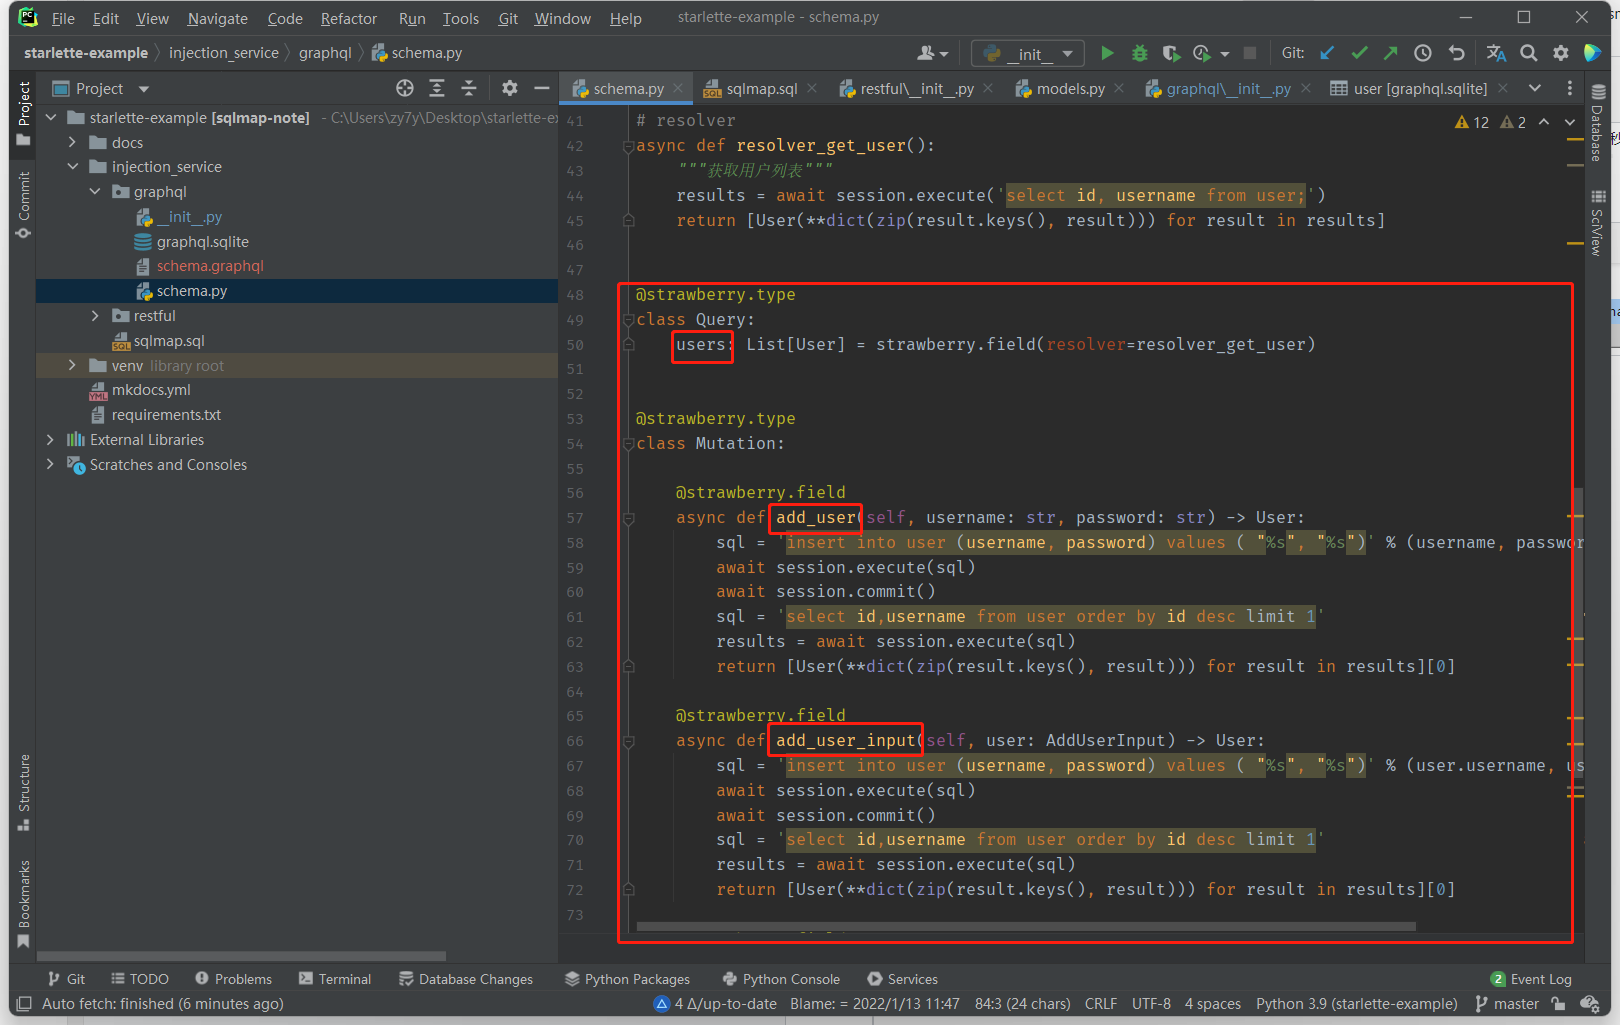 File Edit View Navigate Code Refactor Run Tools Git Window Help starlette-example - schema.py
starlette-example injection_service graphql schema.py __init__ Git:
Project
schema.py sqlmap.sql restful\__init__.py models.py graphql\__init__.py user [graphql.sqlite]
starlette-example [sqlmap-note] - C:\Users\zy7y\Desktop\starlette-ex
docs
injection_service
graphql
__init__.py
graphql.sqlite
schema.graphql
schema.py
restful
sqlmap.sql
venv library root
mkdocs.yml
requirements.txt
External Libraries
Scratches and Consoles
Project
Commit
Structure
Bookmarks
12 2
41 # resolver
42 async def resolver_get_user():
43 """获取用户列表"""
44 results = await session.execute('select id, username from user;')
45 return [User(**dict(zip(result.keys(), result))) for result in results]
46
47
48 @strawberry.type
49 class Query:
50 users: List[User] = strawberry.field(resolver=resolver_get_user)
51
52
53 @strawberry.type
54 class Mutation:
55
56 @strawberry.field
57 async def add_user(self, username: str, password: str) -> User:
58 sql = 'insert into user (username, password) values ( "%s", "%s")' % (username, passwor
59 await session.execute(sql)
60 await session.commit()
61 sql = 'select id,username from user order by id desc limit 1'
62 results = await session.execute(sql)
63 return [User(**dict(zip(result.keys(), result))) for result in results][0]
64
65 @strawberry.field
66 async def add_user_input(self, user: AddUserInput) -> User:
67 sql = 'insert into user (username, password) values ( "%s", "%s")' % (user.username, us
68 await session.execute(sql)
69 await session.commit()
70 sql = 'select id,username from user order by id desc limit 1'
71 results = await session.execute(sql)
72 return [User(**dict(zip(result.keys(), result))) for result in results][0]
73
Database
SciView
Git TODO Problems Terminal Database Changes Python Packages Python Console Services 2 Event Log
Auto fetch: finished (6 minutes ago) 4 Δ/up-to-date Blame: = 2022/1/13 11:47 84:3 (24 chars) CRLF UTF-8 4 spaces Python 3.9 (starlette-example) master